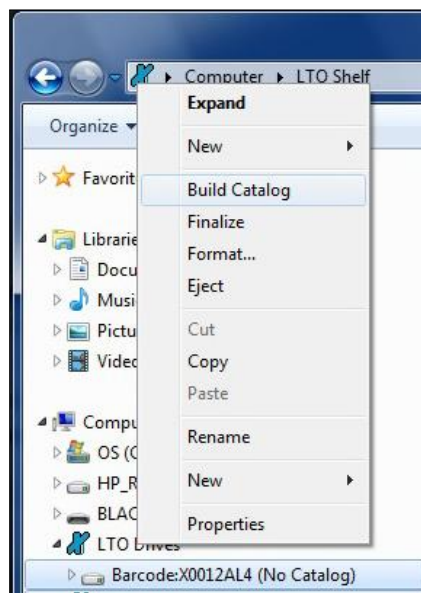 Computer LTO Shelf
Expand
Organize
New
Favorit
Build Catalog
Finalize
Librarie
Format...
Docu
Eject
Musi
Pictu
Cut
Videc
Copy
Paste
Compu
Rename
OS (C
HP_R
New
BLAC
Properties
LTO Drives
Barcode:X0012AL4 (No Catalog)